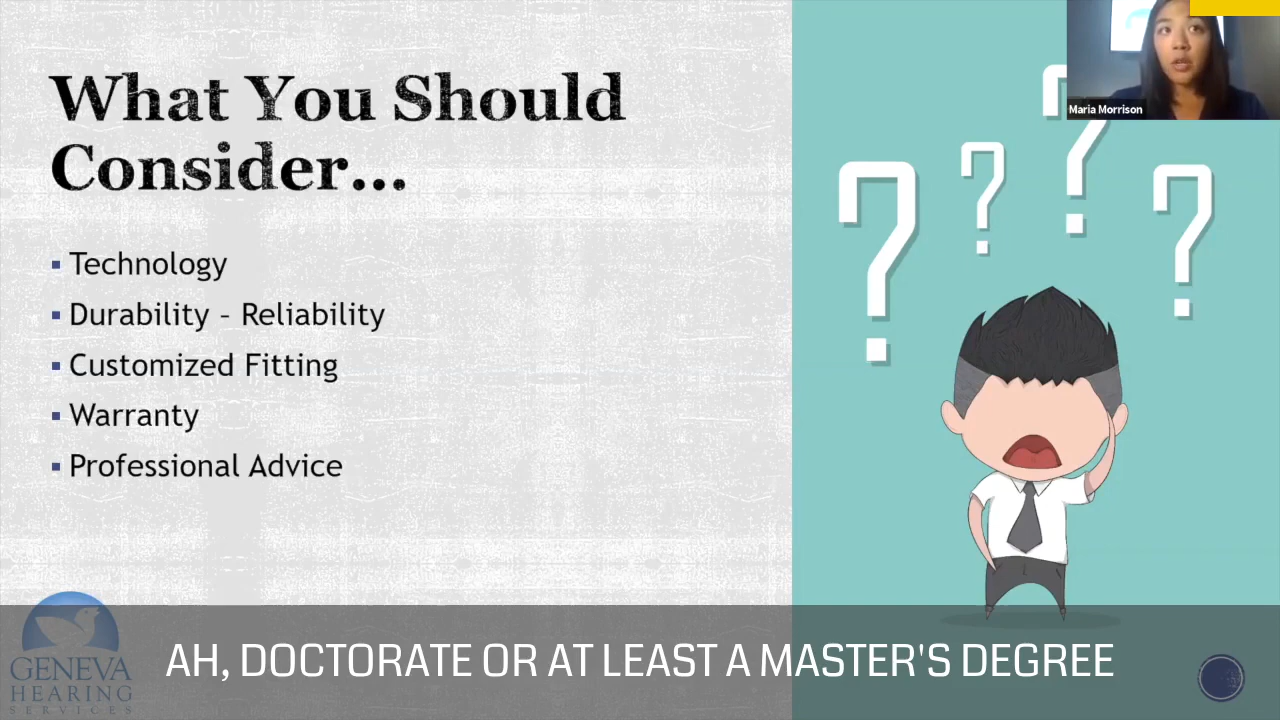 What You Should
Consider...
Technology
Durability – Reliability
Customized Fitting
Warranty
Professional Advice
? ? ? ?
Maria Morrison
GENEVA
HEARING
SERVICES
AH, DOCTORATE OR AT LEAST A MASTER'S DEGREE